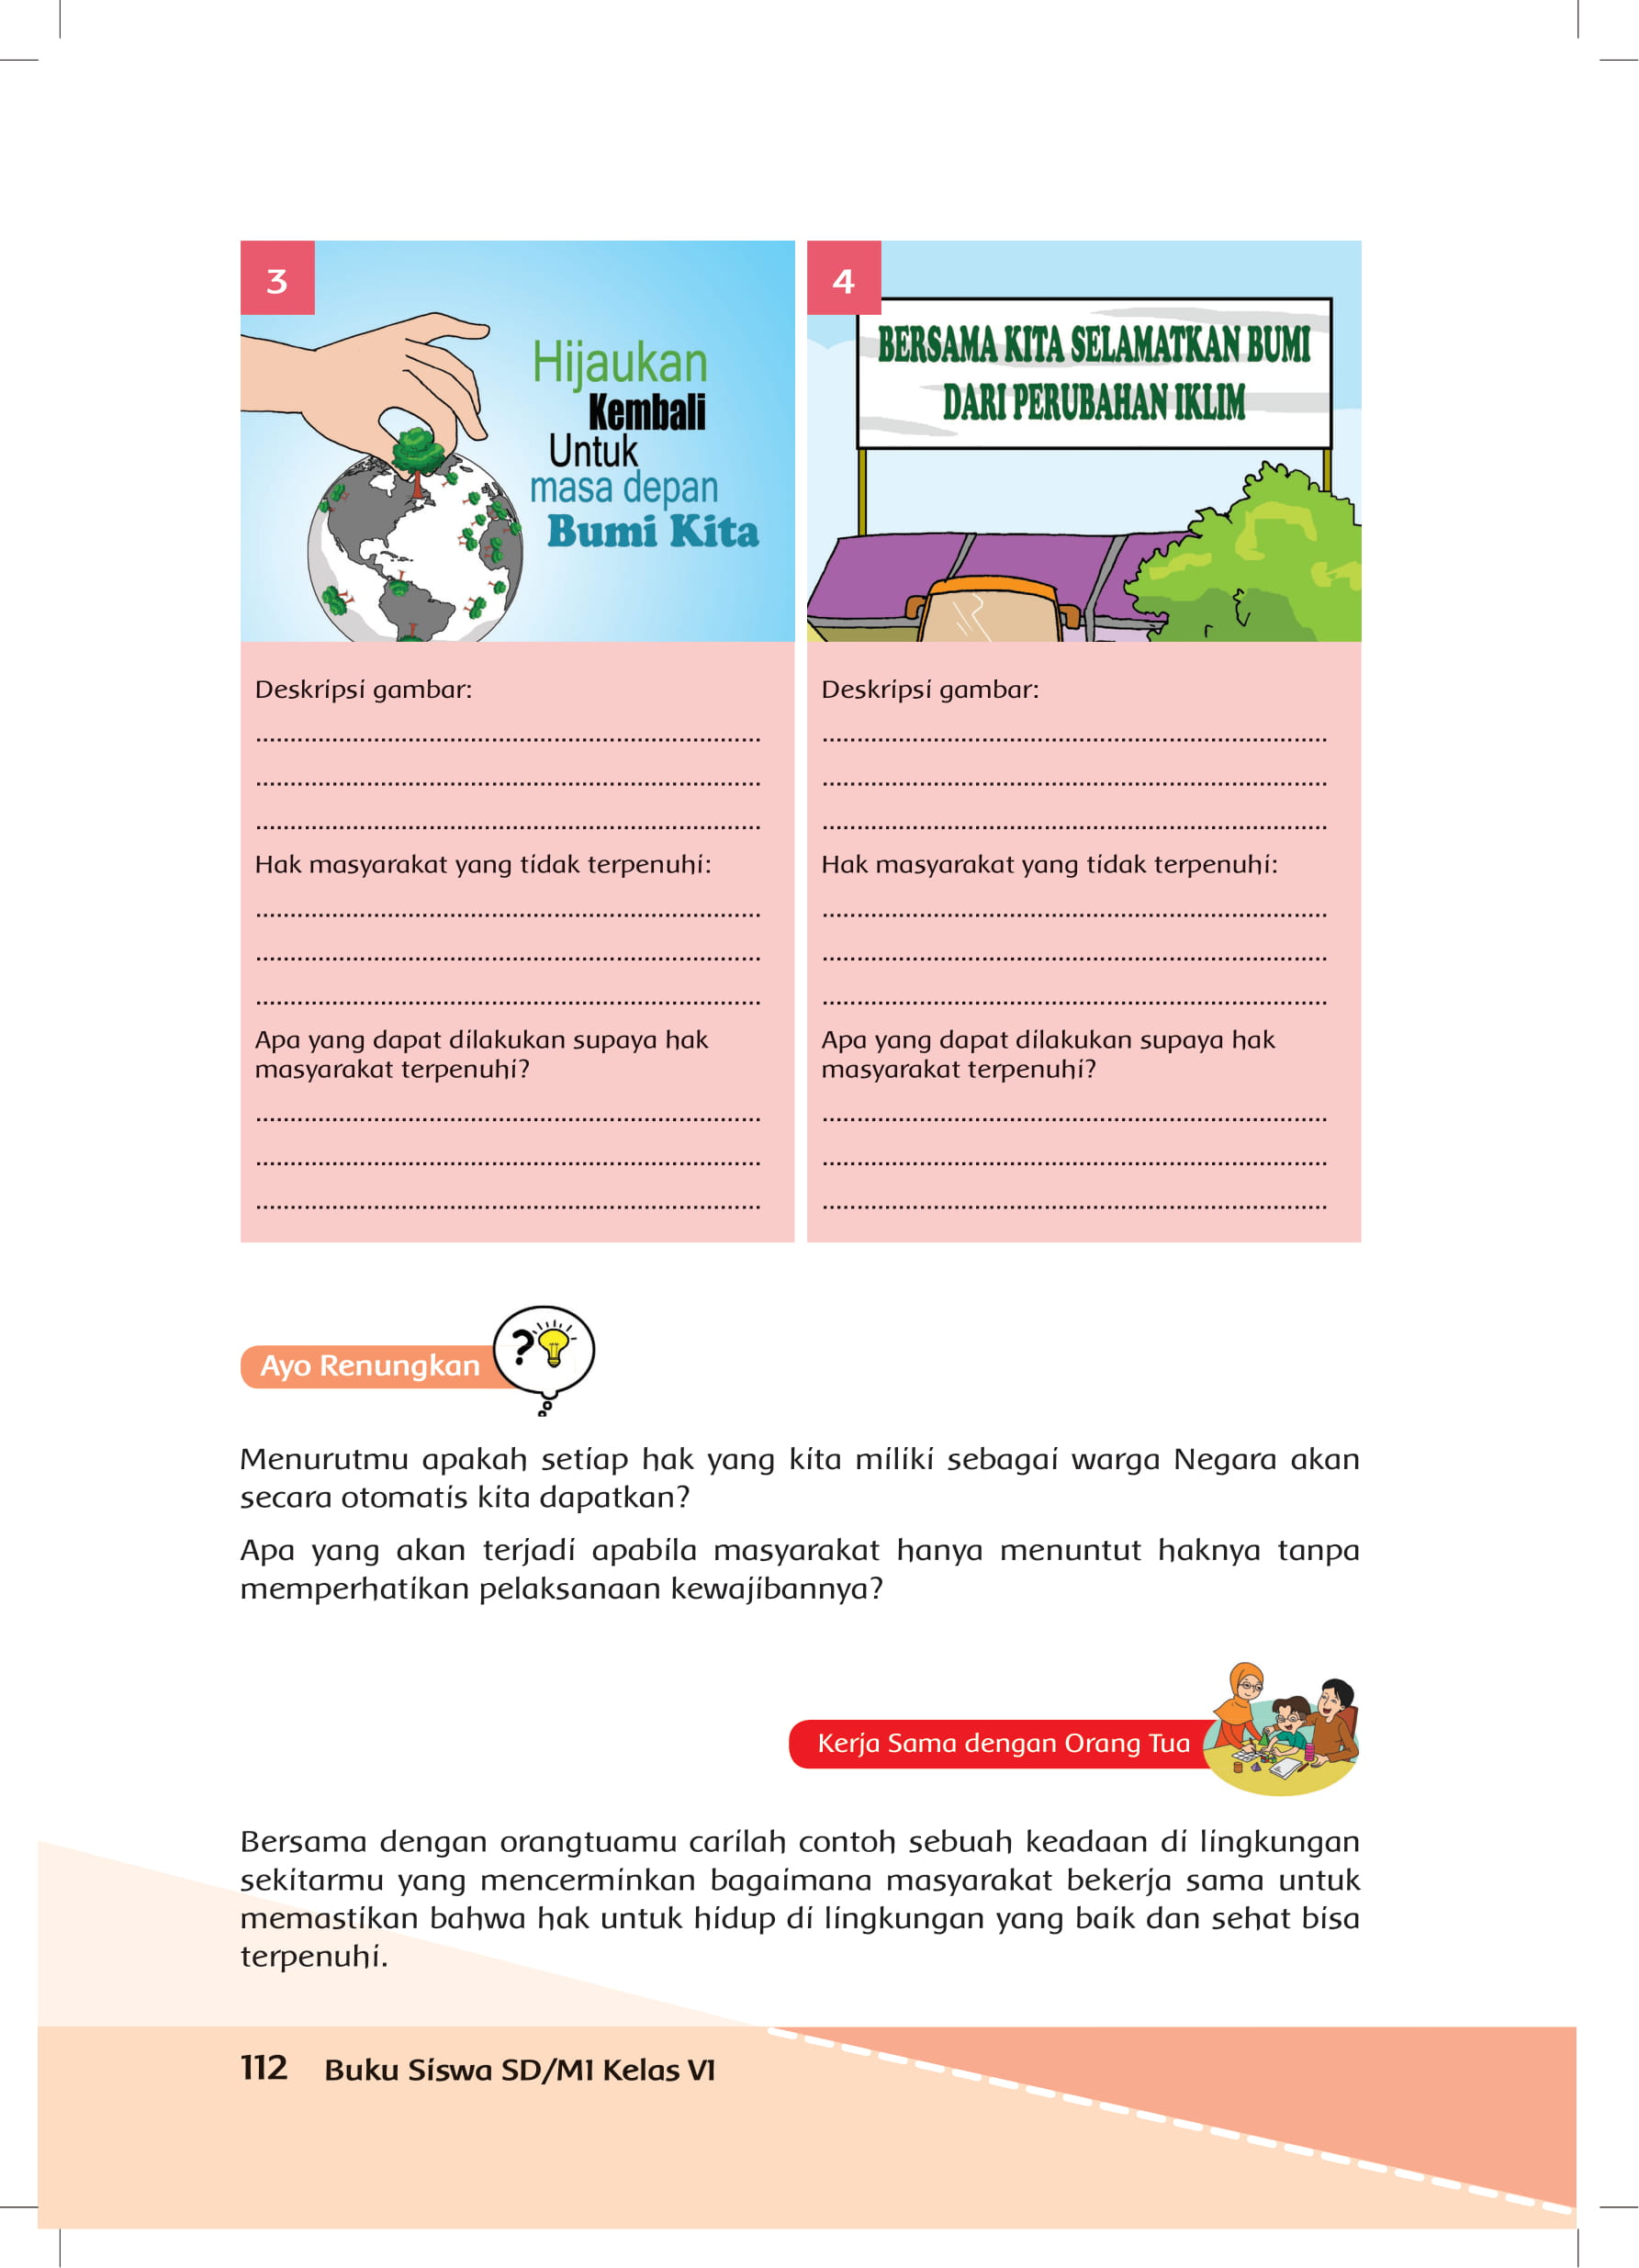 3
Hijaukan
Kembali
Untuk
masa depan
Bumi Kita
Deskripsi gambar:
Hak masyarakat yang tidak terpenuhi:
Apa yang dapat dilakukan supaya hak
masyarakat terpenuhi?
4
BERSAMA KITA SELAMATKAN BUMI
DARI PERUBAHAN IKLIM
Deskripsi gambar:
Hak masyarakat yang tidak terpenuhi:
Apa yang dapat dilakukan supaya hak
masyarakat terpenuhi?
Ayo Renungkan
?
Menurutmu apakah setiap hak yang kita miliki sebagai warga Negara akan
secara otomatis kita dapatkan?
Apa yang akan terjadi apabila masyarakat hanya menuntut haknya tanpa
memperhatikan pelaksanaan kewajibannya?
Kerja Sama dengan Orang Tua
Bersama dengan orangtuamu carilah contoh sebuah keadaan di lingkungan
sekitarmu yang mencerminkan bagaimana masyarakat bekerja sama untuk
memastikan bahwa hak untuk hidup di lingkungan yang baik dan sehat bisa
terpenuhi.
112 Buku Siswa SD/MI Kelas VI